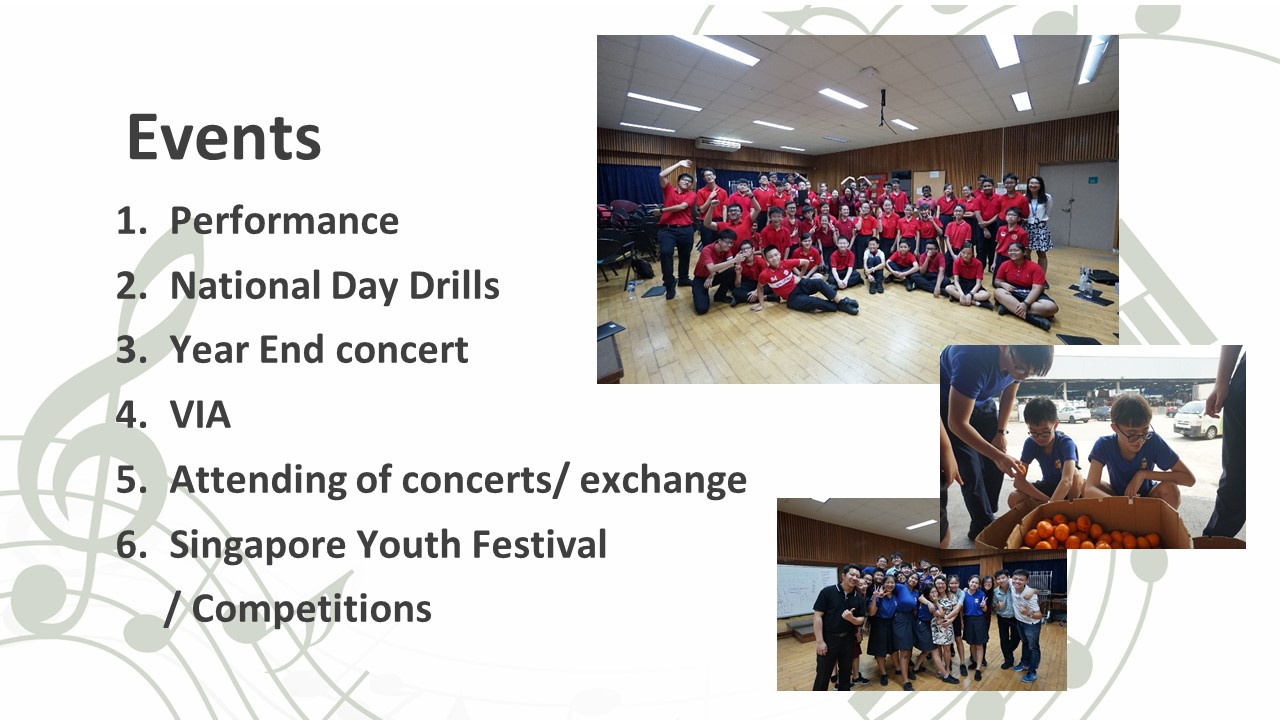 Events
1. Performance
2. National Day Drills
3. Year End concert
4. VIA
5. Attending of concerts/ exchange
6. Singapore Youth Festival
/ Competitions